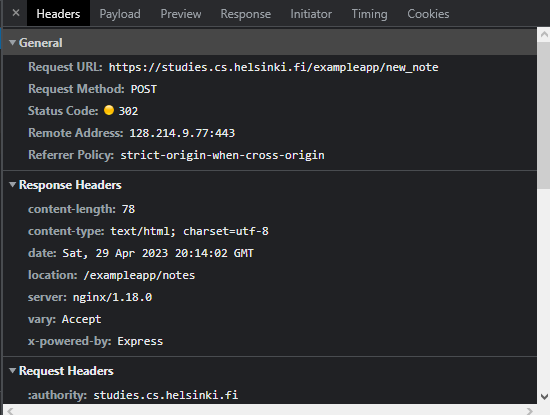 × Headers Payload Preview Response Initiator Timing Cookies
General
Request URL: https://studies.cs.helsinki.fi/exampleapp/new_note
Request Method: POST
Status Code: 302
Remote Address: 128.214.9.77:443
Referrer Policy: strict-origin-when-cross-origin
Response Headers
content-length: 78
content-type: text/html; charset=utf-8
date: Sat, 29 Apr 2023 20:14:02 GMT
location: /exampleapp/notes
server: nginx/1.18.0
vary: Accept
x-powered-by: Express
Request Headers
:authority: studies.cs.helsinki.fi